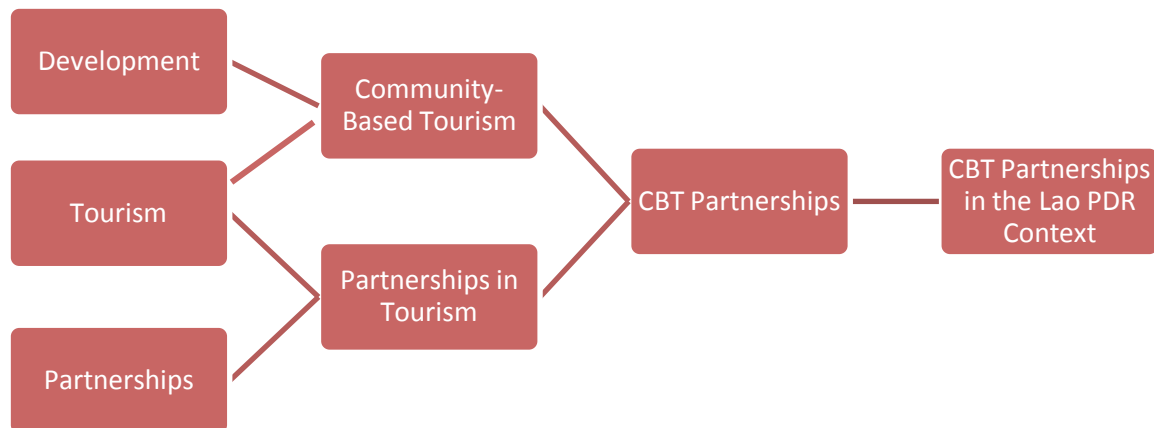 Development
Tourism
Partnerships
Community-
Based Tourism
Partnerships in
Tourism
CBT Partnerships
CBT Partnerships
in the Lao PDR
Context